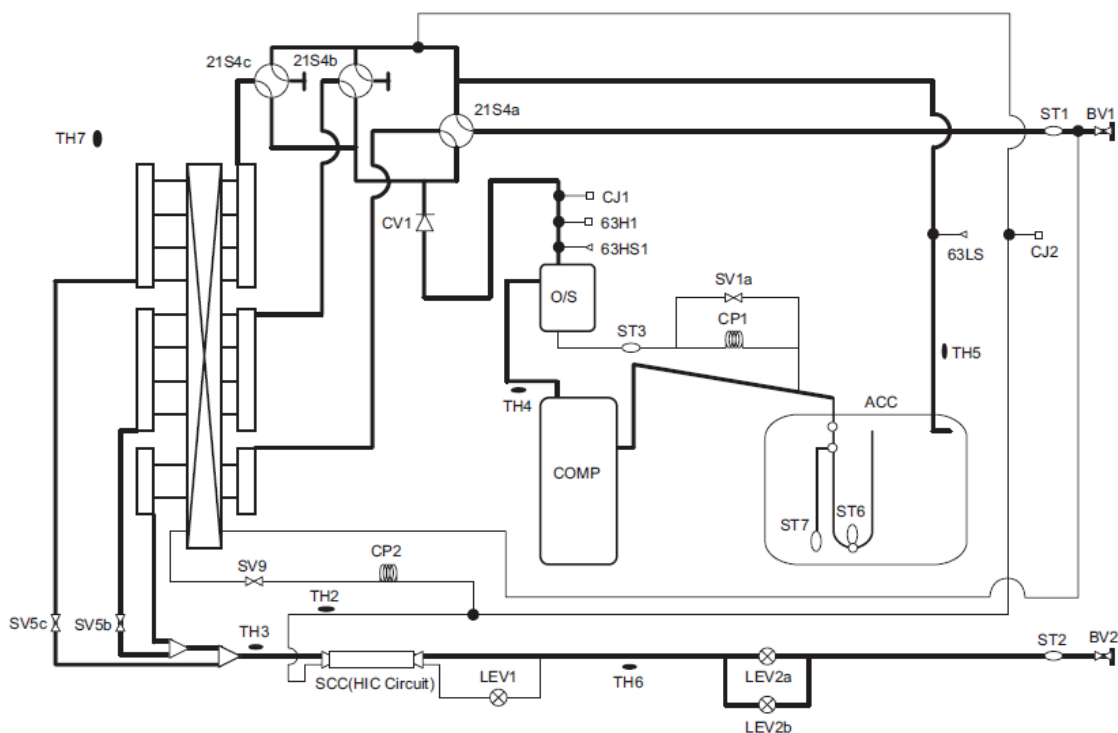 21S4c
21S4b
21S4a
ST1
BV1
TH7
CJ1
CV1
63H1
63HS1
63LS
CJ2
SV1a
O/S
CP1
ST3
TH5
TH4
ACC
COMP
ST6
ST7
CP2
SV9
TH2
SV5c
SV5b
TH3
ST2
BV2
SCC(HIC Circuit)
LEV1
TH6
LEV2a
LEV2b